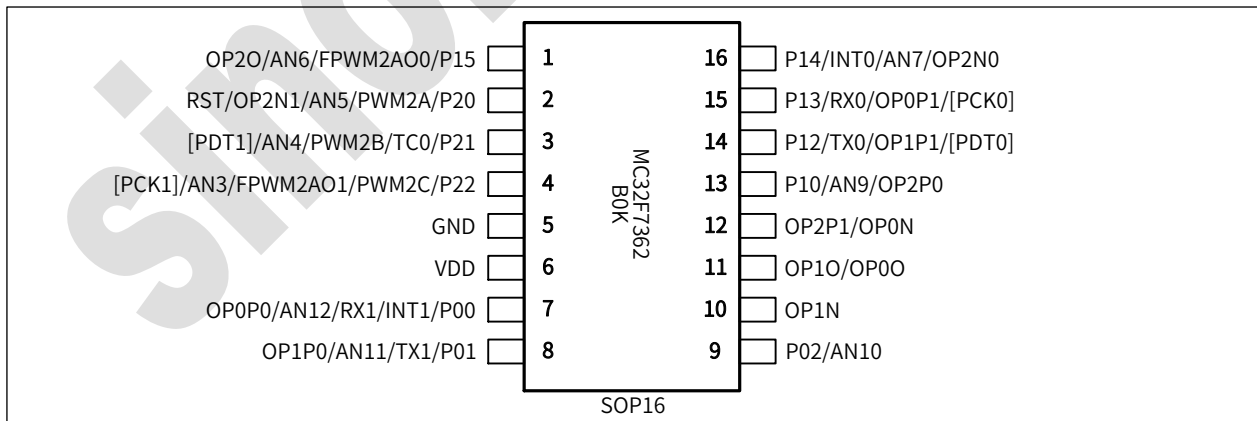 OP2O/AN6/FPWM2AO0/P15 1 16 P14/INT0/AN7/OP2N0
RST/OP2N1/AN5/PWM2A/P20 2 15 P13/RX0/OP0P1/[PCK0]
[PDT1]/AN4/PWM2B/TC0/P21 3 14 P12/TX0/OP1P1/[PDT0]
[PCK1]/AN3/FPWM2AO1/PWM2C/P22 4 13 P10/AN9/OP2P0
GND 5 12 OP2P1/OP0N
VDD 6 11 OP1O/OP0O
OP0P0/AN12/RX1/INT1/P00 7 10 OP1N
OP1P0/AN11/TX1/P01 8 9 P02/AN10
MC32F7362
B0K
SOP16